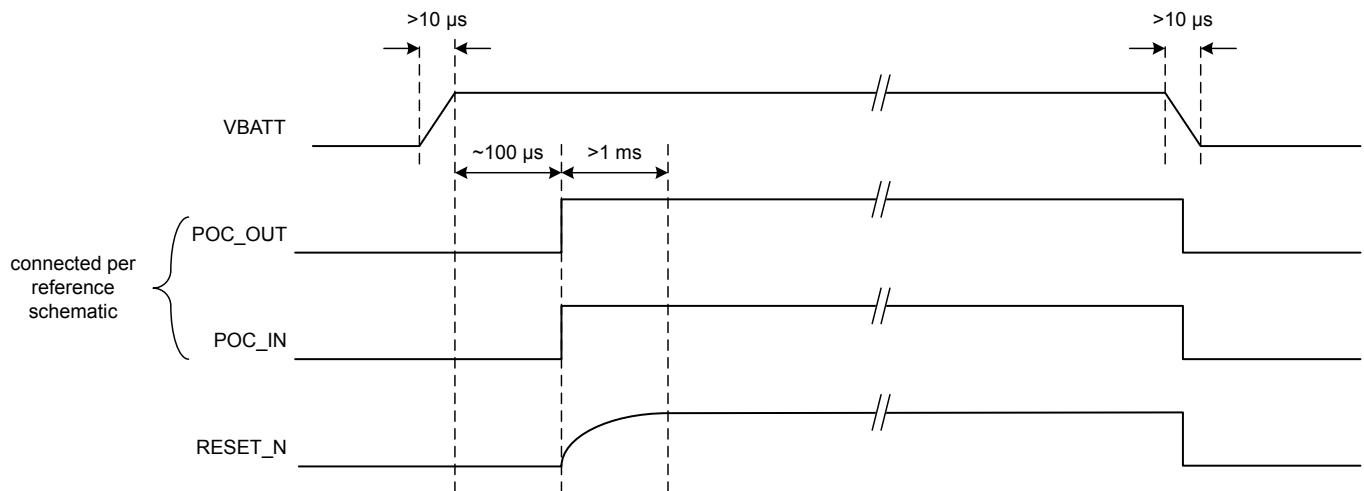 >10 µs
>10 µs
VBATT
~100 µs
>1 ms
POC_OUT
connected per
reference
schematic
POC_IN
RESET_N